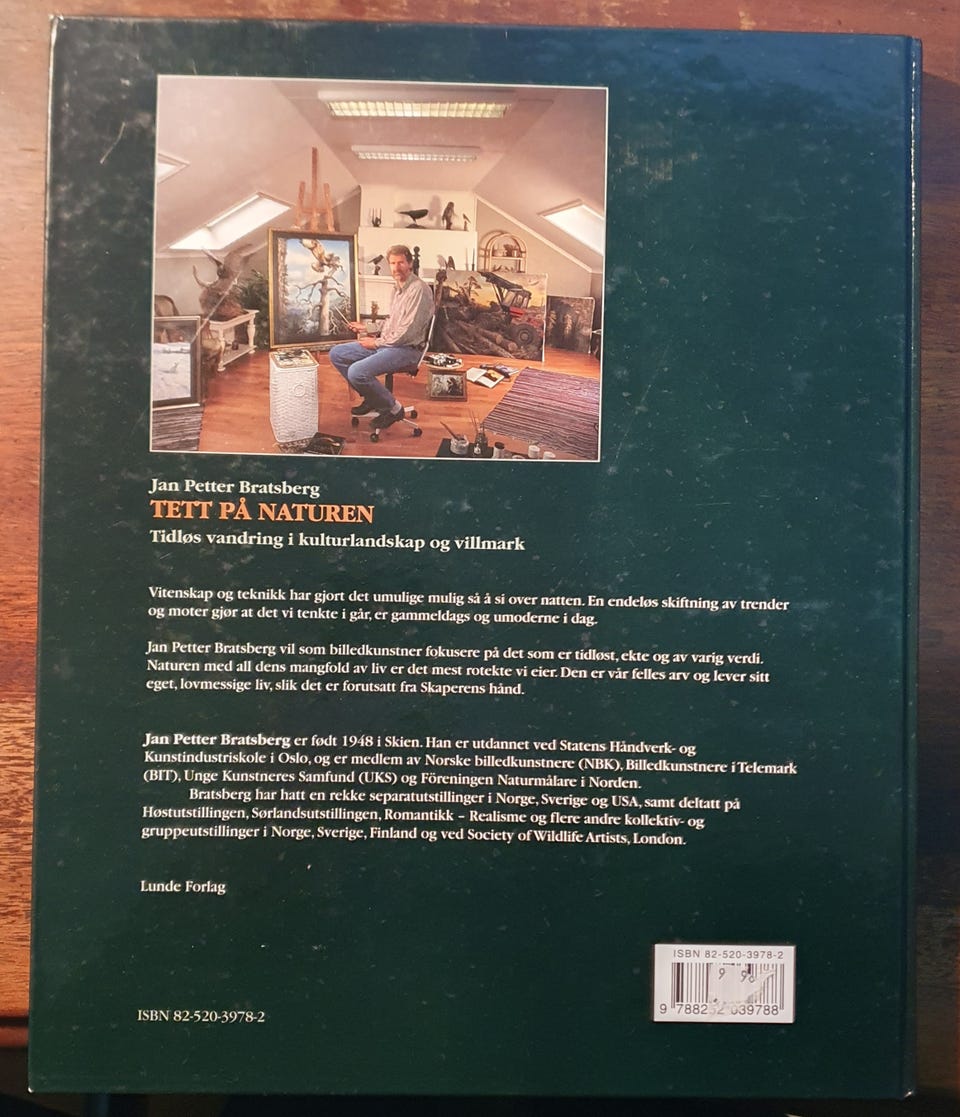 Jan Petter Bratsberg
TETT PÅ NATUREN
Tidløs vandring i kulturlandskap og villmark
Vitenskap og teknikk har gjort det umulige mulig så å si over natten. En endeløs skiftning av trender
og moter gjør at det vi tenkte i går, er gammeldags og umoderne i dag.
Jan Petter Bratsberg vil som billedkunstner fokusere på det som er tidløst, ekte og av varig verdi.
Naturen med all dens mangfold av liv er det mest rotekte vi eier. Den er vår felles arv og lever sitt
eget, lovmessige liv, slik det er forutsatt fra Skaperens hånd.
Jan Petter Bratsberg er født 1948 i Skien. Han er utdannet ved Statens Håndverk- og
Kunstindustriskole i Oslo, og er medlem av Norske billedkunstnere (NBK), Billedkunstnere i Telemark
(BIT), Unge Kunstneres Samfund (UKS) og Föreningen Naturmålare i Norden.
Bratsberg har hatt en rekke separatutstillinger i Norge, Sverige og USA, samt deltatt på
Høstutstillingen, Sørlandsutstillingen, Romantikk – Realisme og flere andre kollektiv- og
gruppeutstillinger i Norge, Sverige, Finland og ved Society of Wildlife Artists, London.
Lunde Forlag
ISBN 82-520-3978-2
9 98
9 788252 039788
ISBN 82-520-3978-2